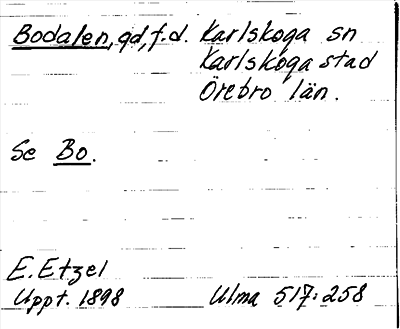 Bodalen, gd, f.d. Karlskoga sn
Karlskoga stad
Örebro län.
Se Bo.
E. Etzel
Uppt. 1898 Ulma 517:258